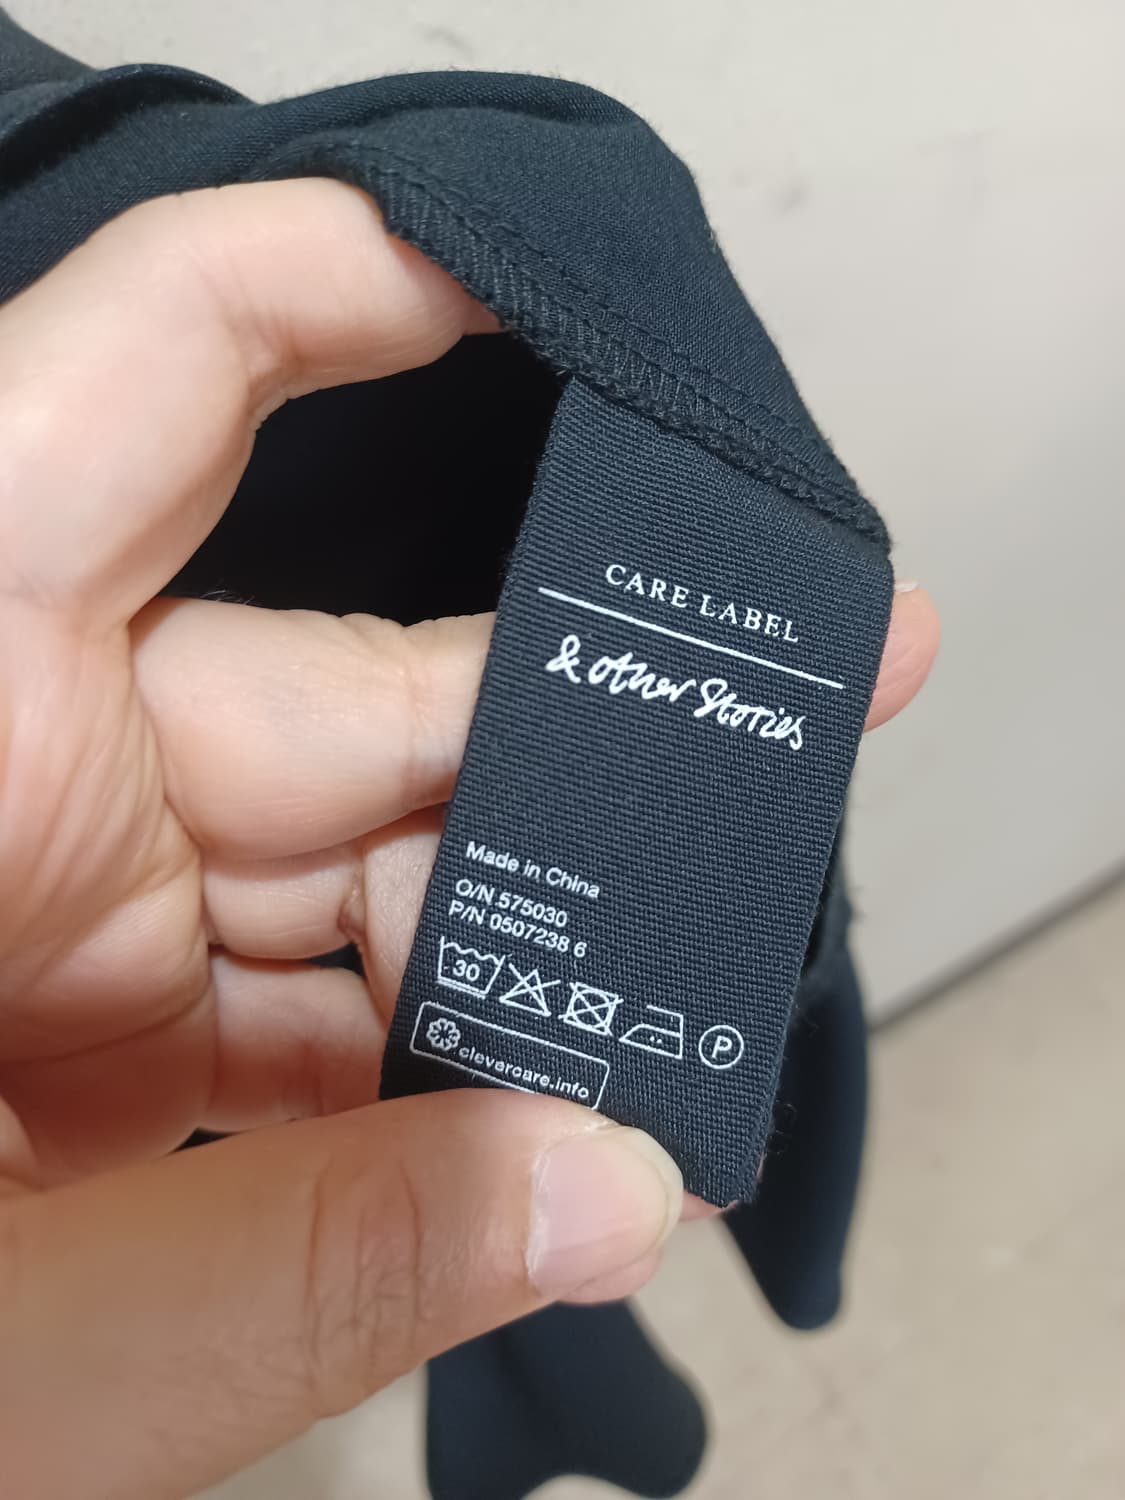 CARE LABEL
& other Stories
Made in China
O/N 575030
P/N 0507238 6
30 P
clevercare.info